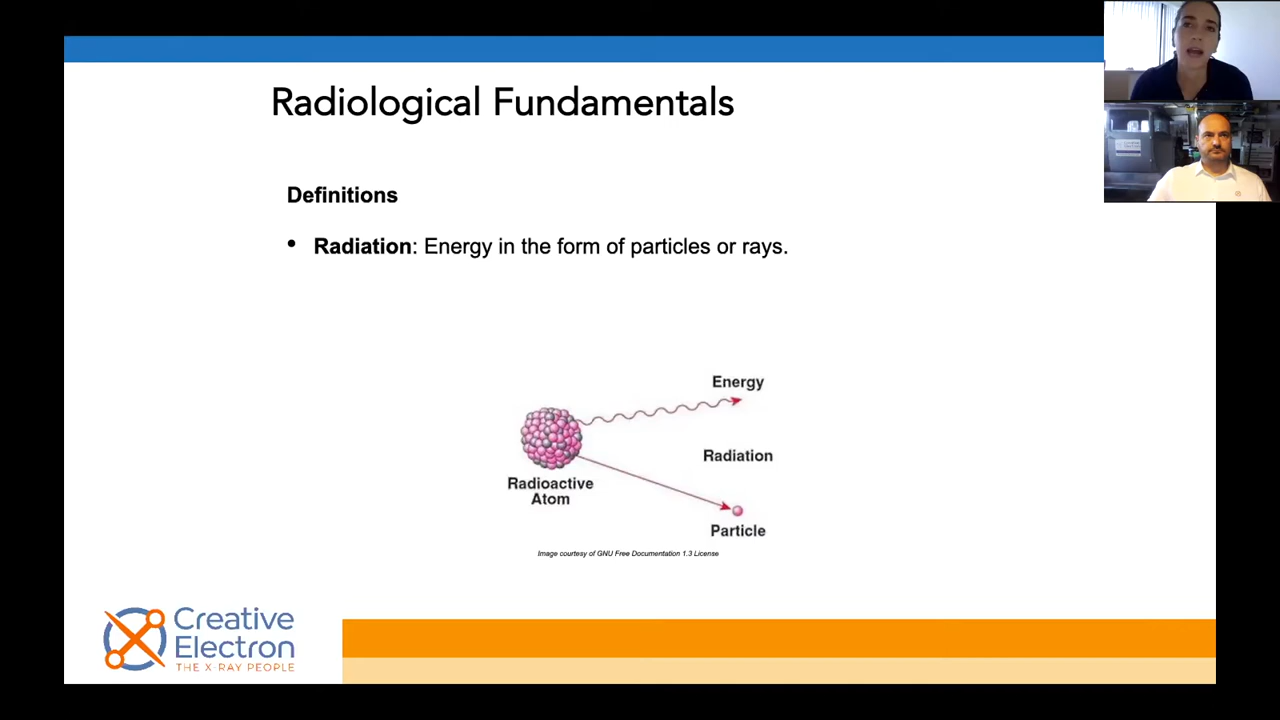 Radiological Fundamentals
Definitions
• Radiation: Energy in the form of particles or rays.
Energy
Radiation
Radioactive
Atom
Particle
Image courtesy of GNU Free Documentation 1.3 License
Creative
Electron
THE X RAY PEOPLE